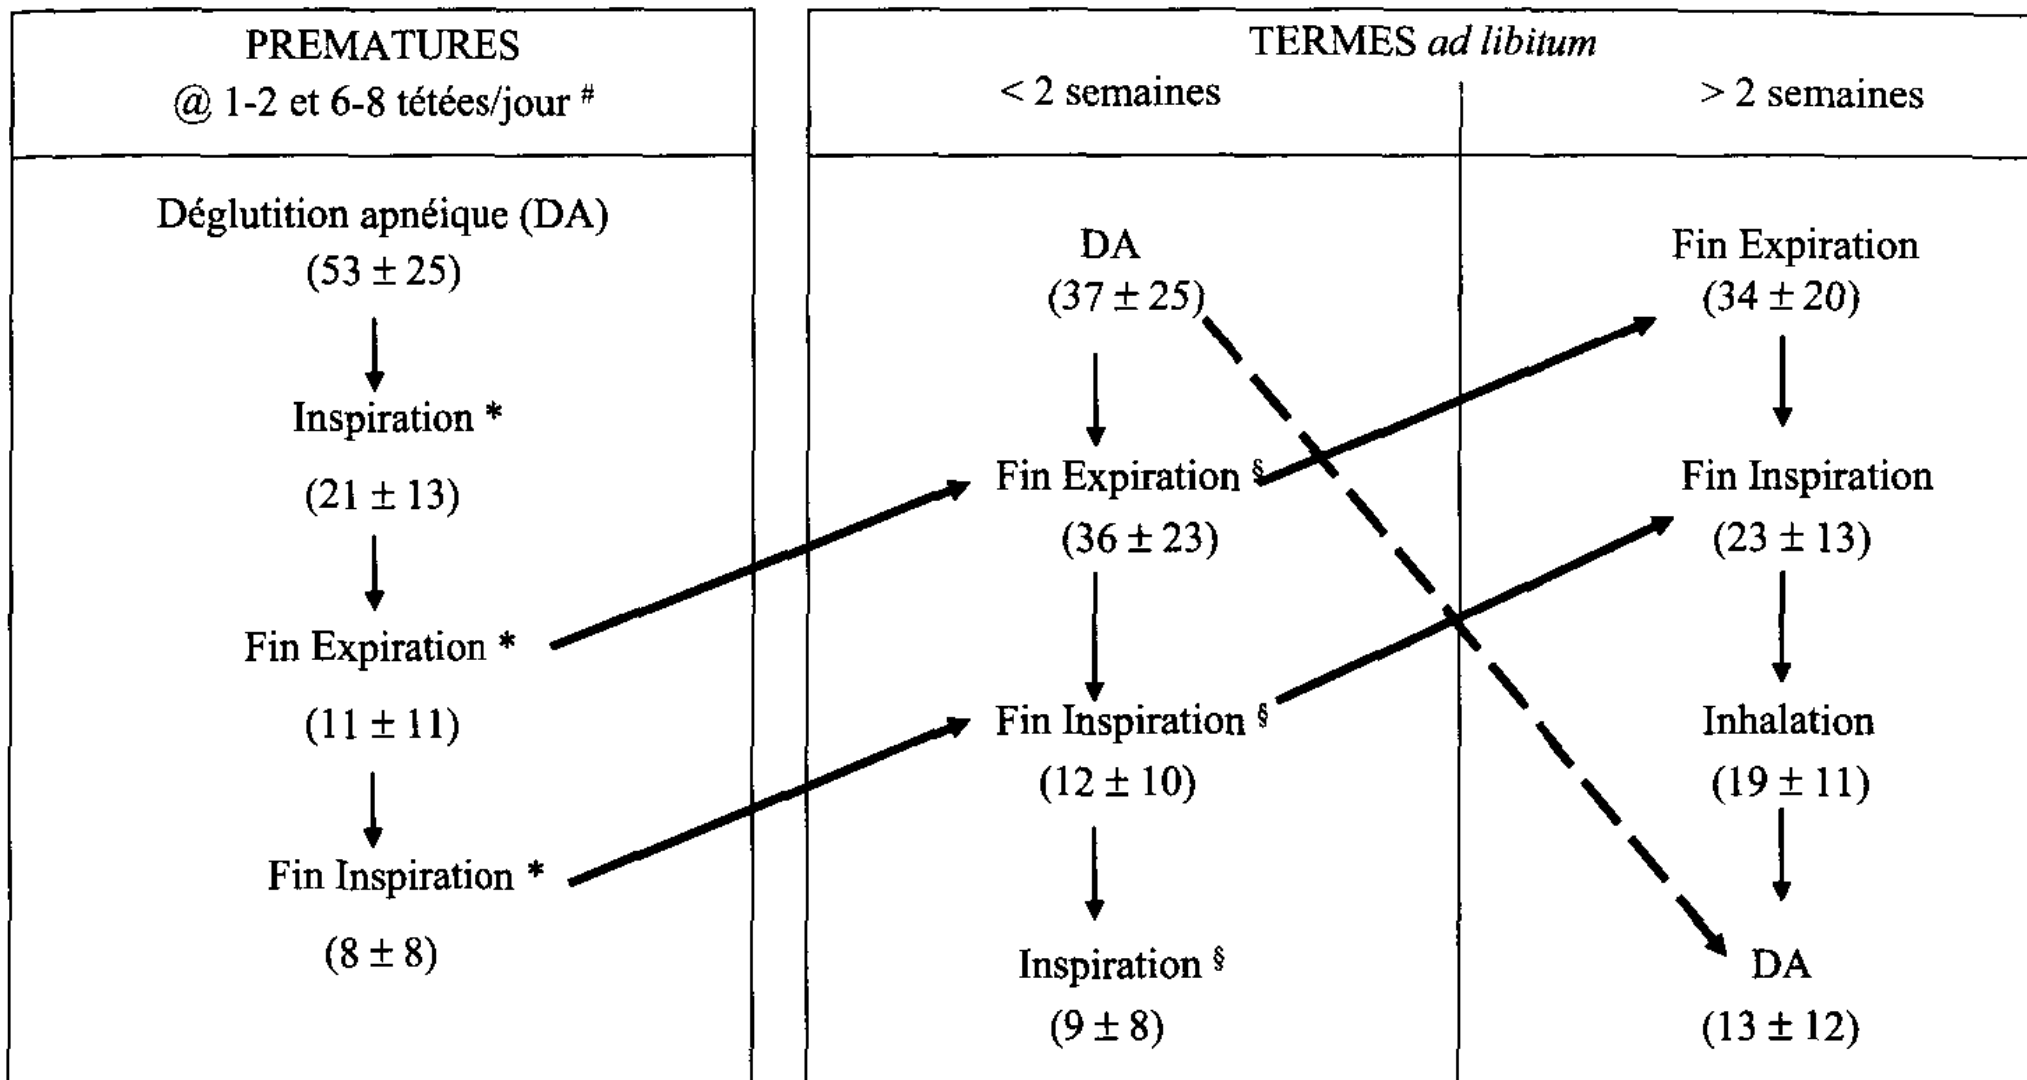 PREMATURES
@ 1-2 et 6-8 tétées/jour #
Déglutition apnéique (DA)
(53 ± 25)
Inspiration *
(21 ± 13)
Fin Expiration *
(11 ± 11)
Fin Inspiration *
(8 ± 8)
TERMES ad libitum
< 2 semaines
> 2 semaines
DA
(37 ± 25)
Fin Expiration §
(36 ± 23)
Fin Inspiration §
(12 ± 10)
Inspiration §
(9 ± 8)
Fin Expiration
(34 ± 20)
Fin Inspiration
(23 ± 13)
Inhalation
(19 ± 11)
DA
(13 ± 12)